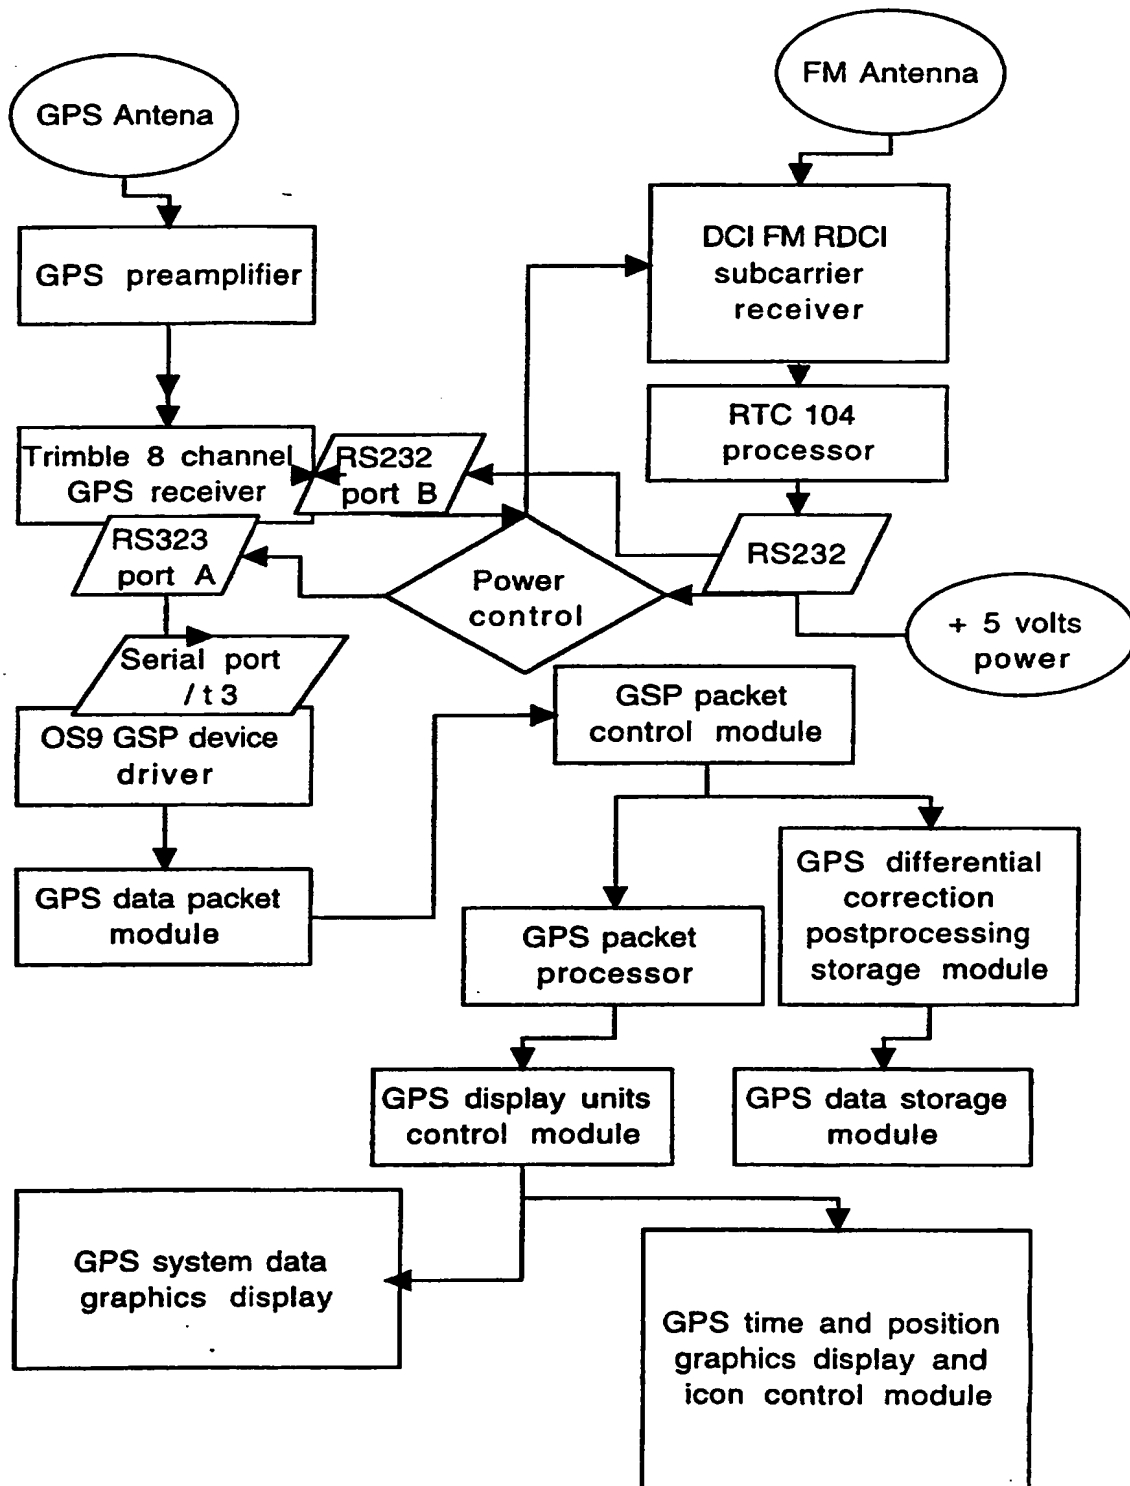 FM Antenna
GPS Antena
DCI FM RDCI
subcarrier
receiver
GPS preamplifier
RTC 104
processor
Trimble 8 channel
GPS receiver
RS232
port B
RS323
port A
RS232
Power
control
+ 5 volts
power
Serial port
/ t 3
GSP packet
control module
OS9 GSP device
driver
GPS differential
correction
postprocessing
storage module
GPS data packet
module
GPS packet
processor
GPS display units
control module
GPS data storage
module
GPS system data
graphics display
GPS time and position
graphics display and
icon control module